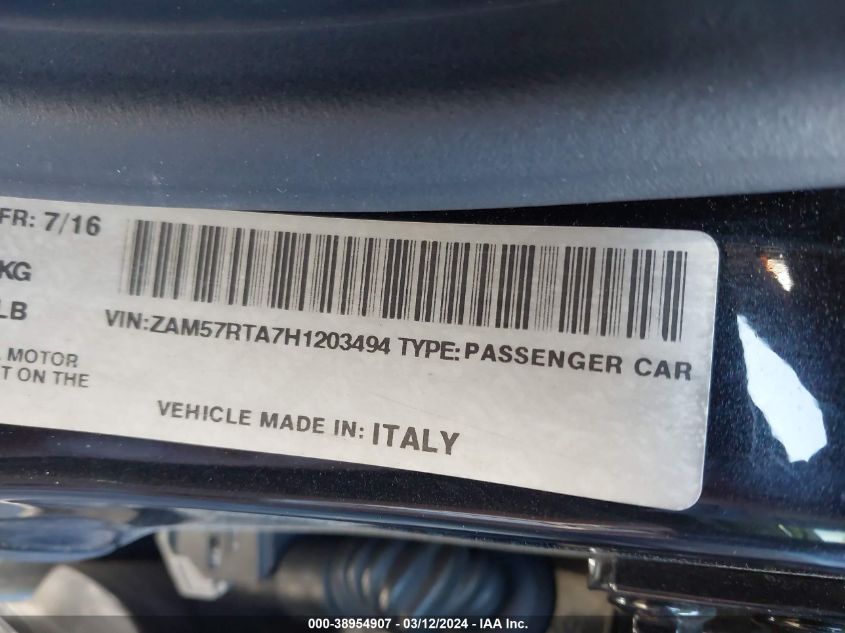 FR: 7/16
KG
LB
VIN:ZAM57RTA7H1203494 TYPE:PASSENGER CAR
MOTOR
T ON THE
VEHICLE MADE IN: ITALY
000-38954907 - 03/12/2024 - © IAA Inc.